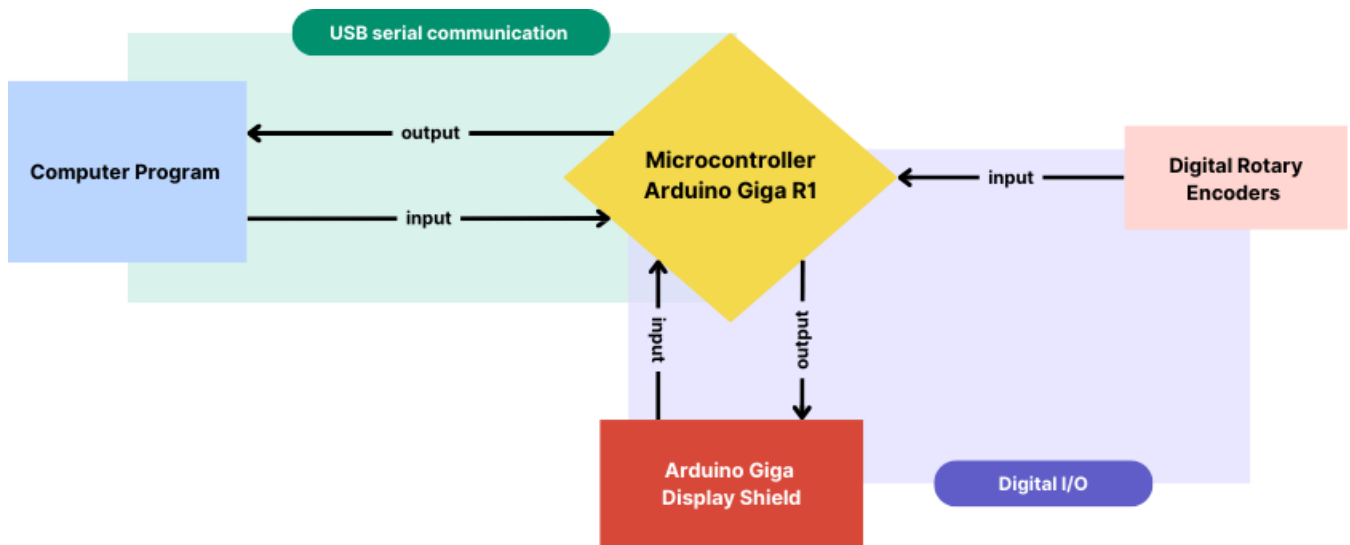 USB serial communication
output
Computer Program
input
Microcontroller
Arduino Giga R1
input
Digital Rotary
Encoders
input
output
Arduino Giga
Display Shield
Digital I/O